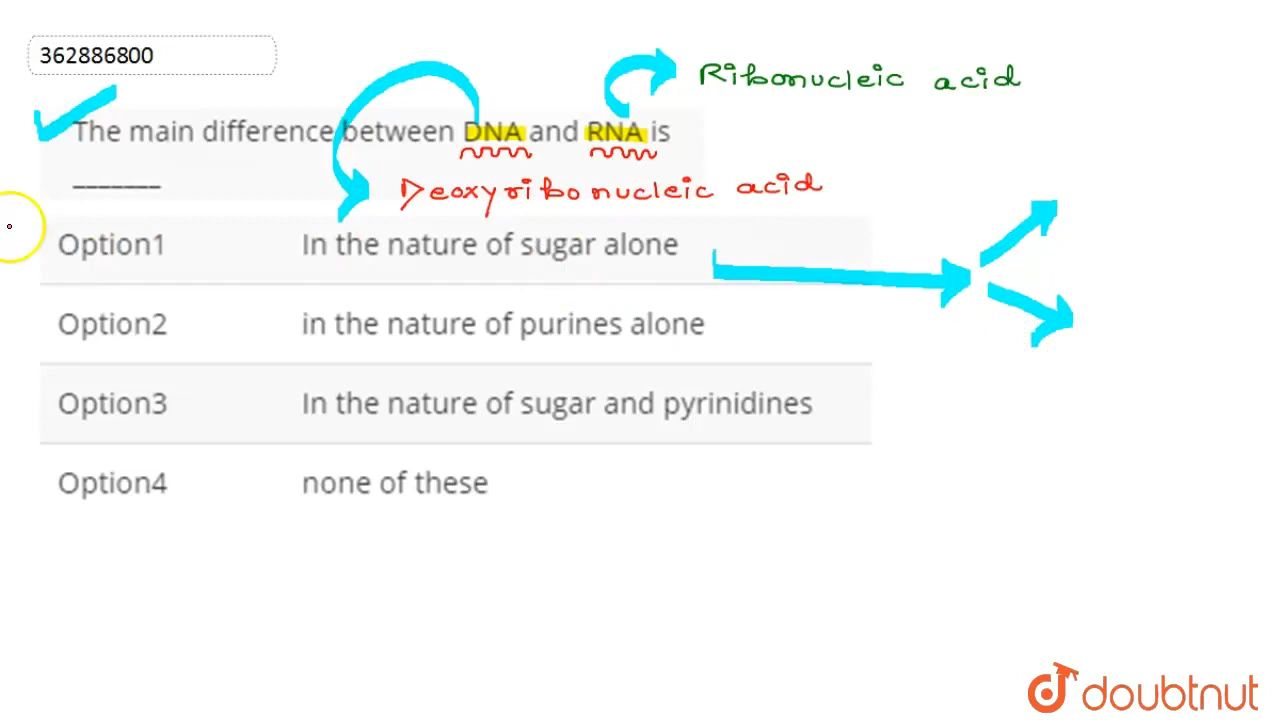 362886800
Ribonucleic acid
The main difference between DNA and RNA is
_______
Deoxyribonucleic acid
Option1 In the nature of sugar alone
Option2 in the nature of purines alone
Option3 In the nature of sugar and pyrinidines
Option4 none of these
doubtnut